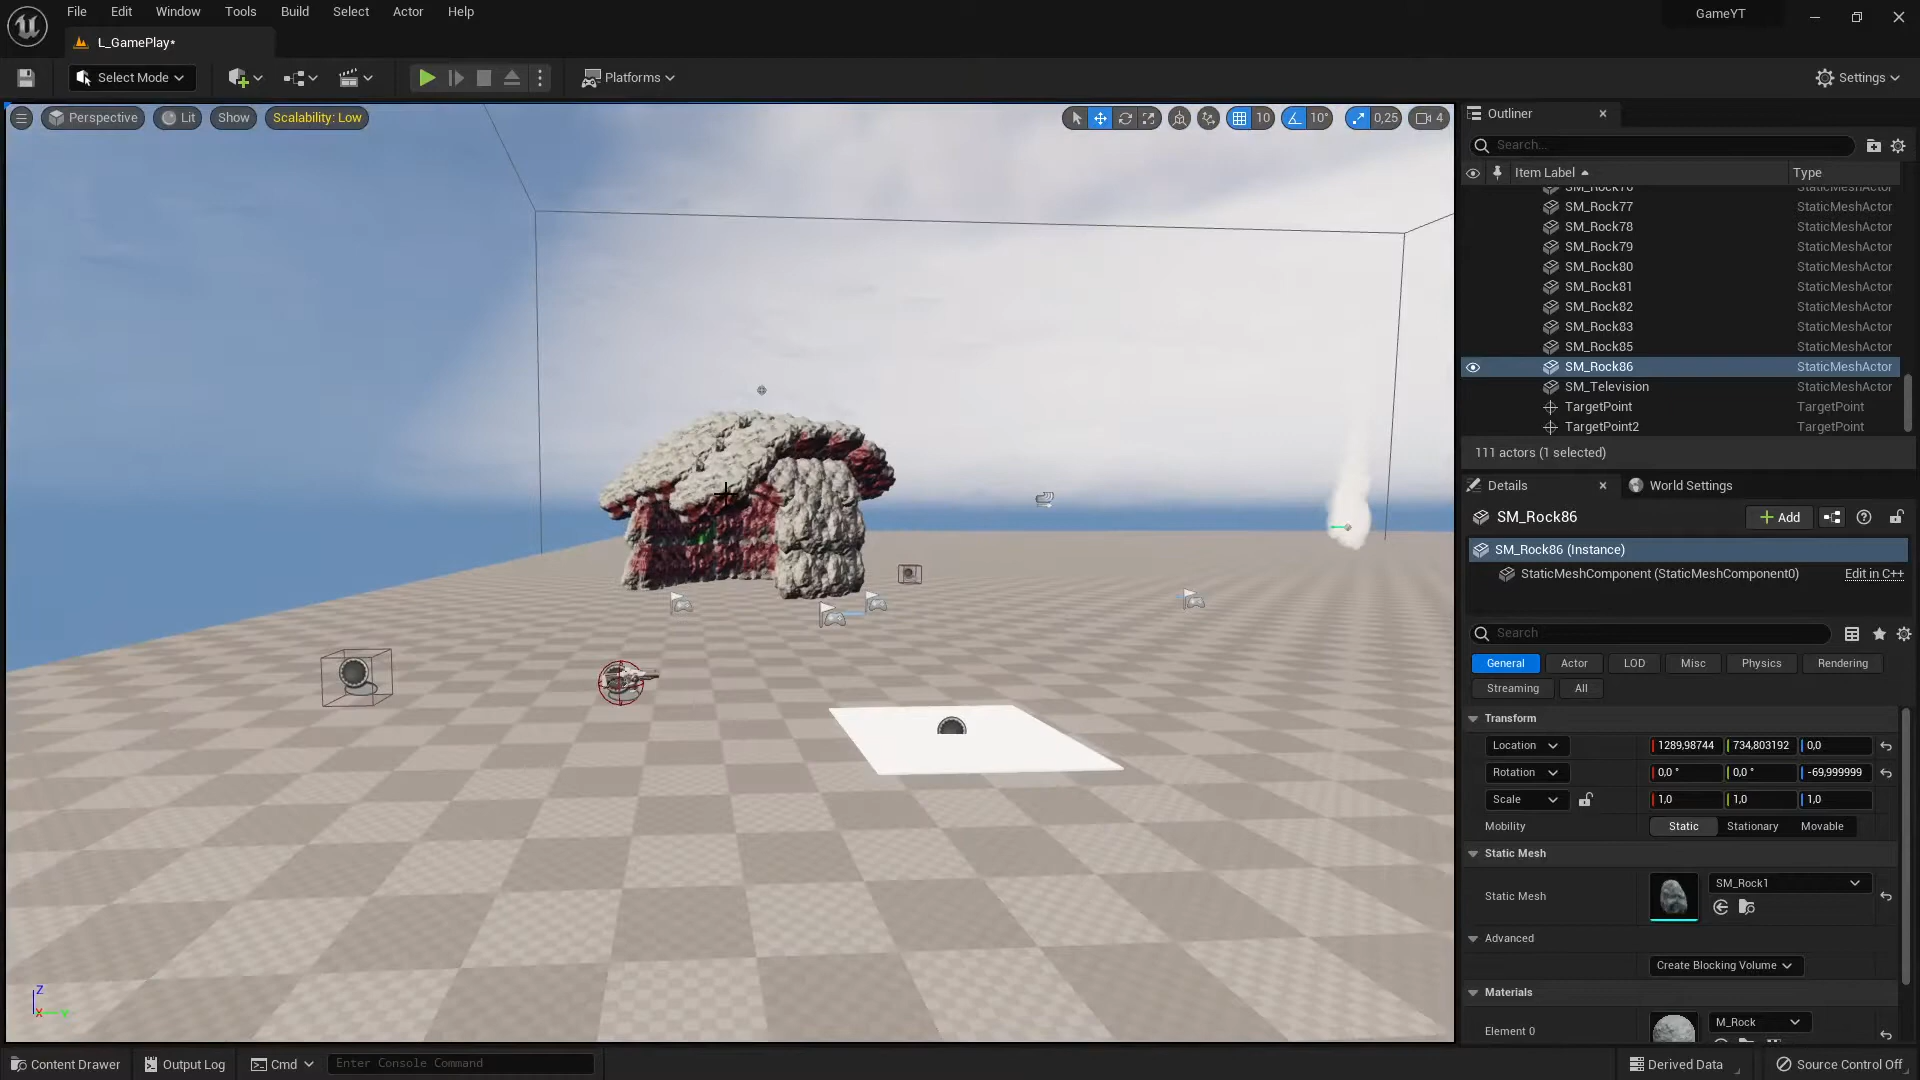 File Edit Window Tools Build Select Actor Help
GameYT
L_GamePlay*
Select Mode
Platforms
Settings
Perspective Lit Show Scalability: Low
10 10° 0,25 4
Outliner
Search...
Item Label Type
SM_Rock76 StaticMeshActor
SM_Rock77 StaticMeshActor
SM_Rock78 StaticMeshActor
SM_Rock79 StaticMeshActor
SM_Rock80 StaticMeshActor
SM_Rock81 StaticMeshActor
SM_Rock82 StaticMeshActor
SM_Rock83 StaticMeshActor
SM_Rock85 StaticMeshActor
SM_Rock86 StaticMeshActor
SM_Television StaticMeshActor
TargetPoint TargetPoint
TargetPoint2 TargetPoint
111 actors (1 selected)
Details World Settings
SM_Rock86 Add
SM_Rock86 (Instance)
StaticMeshComponent (StaticMeshComponent0) Edit in C++
Search
General Actor LOD Misc Physics Rendering
Streaming All
Transform
Location 1289,98744 734,803192 0,0
Rotation 0,0 ° 0,0 ° -69,999999
Scale 1,0 1,0 1,0
Mobility Static Stationary Movable
Static Mesh
Static Mesh SM_Rock1
Advanced
Create Blocking Volume
Materials
Element 0 M_Rock
Z
X Y
Content Drawer Output Log Cmd Enter Console Command
Derived Data Source Control Off